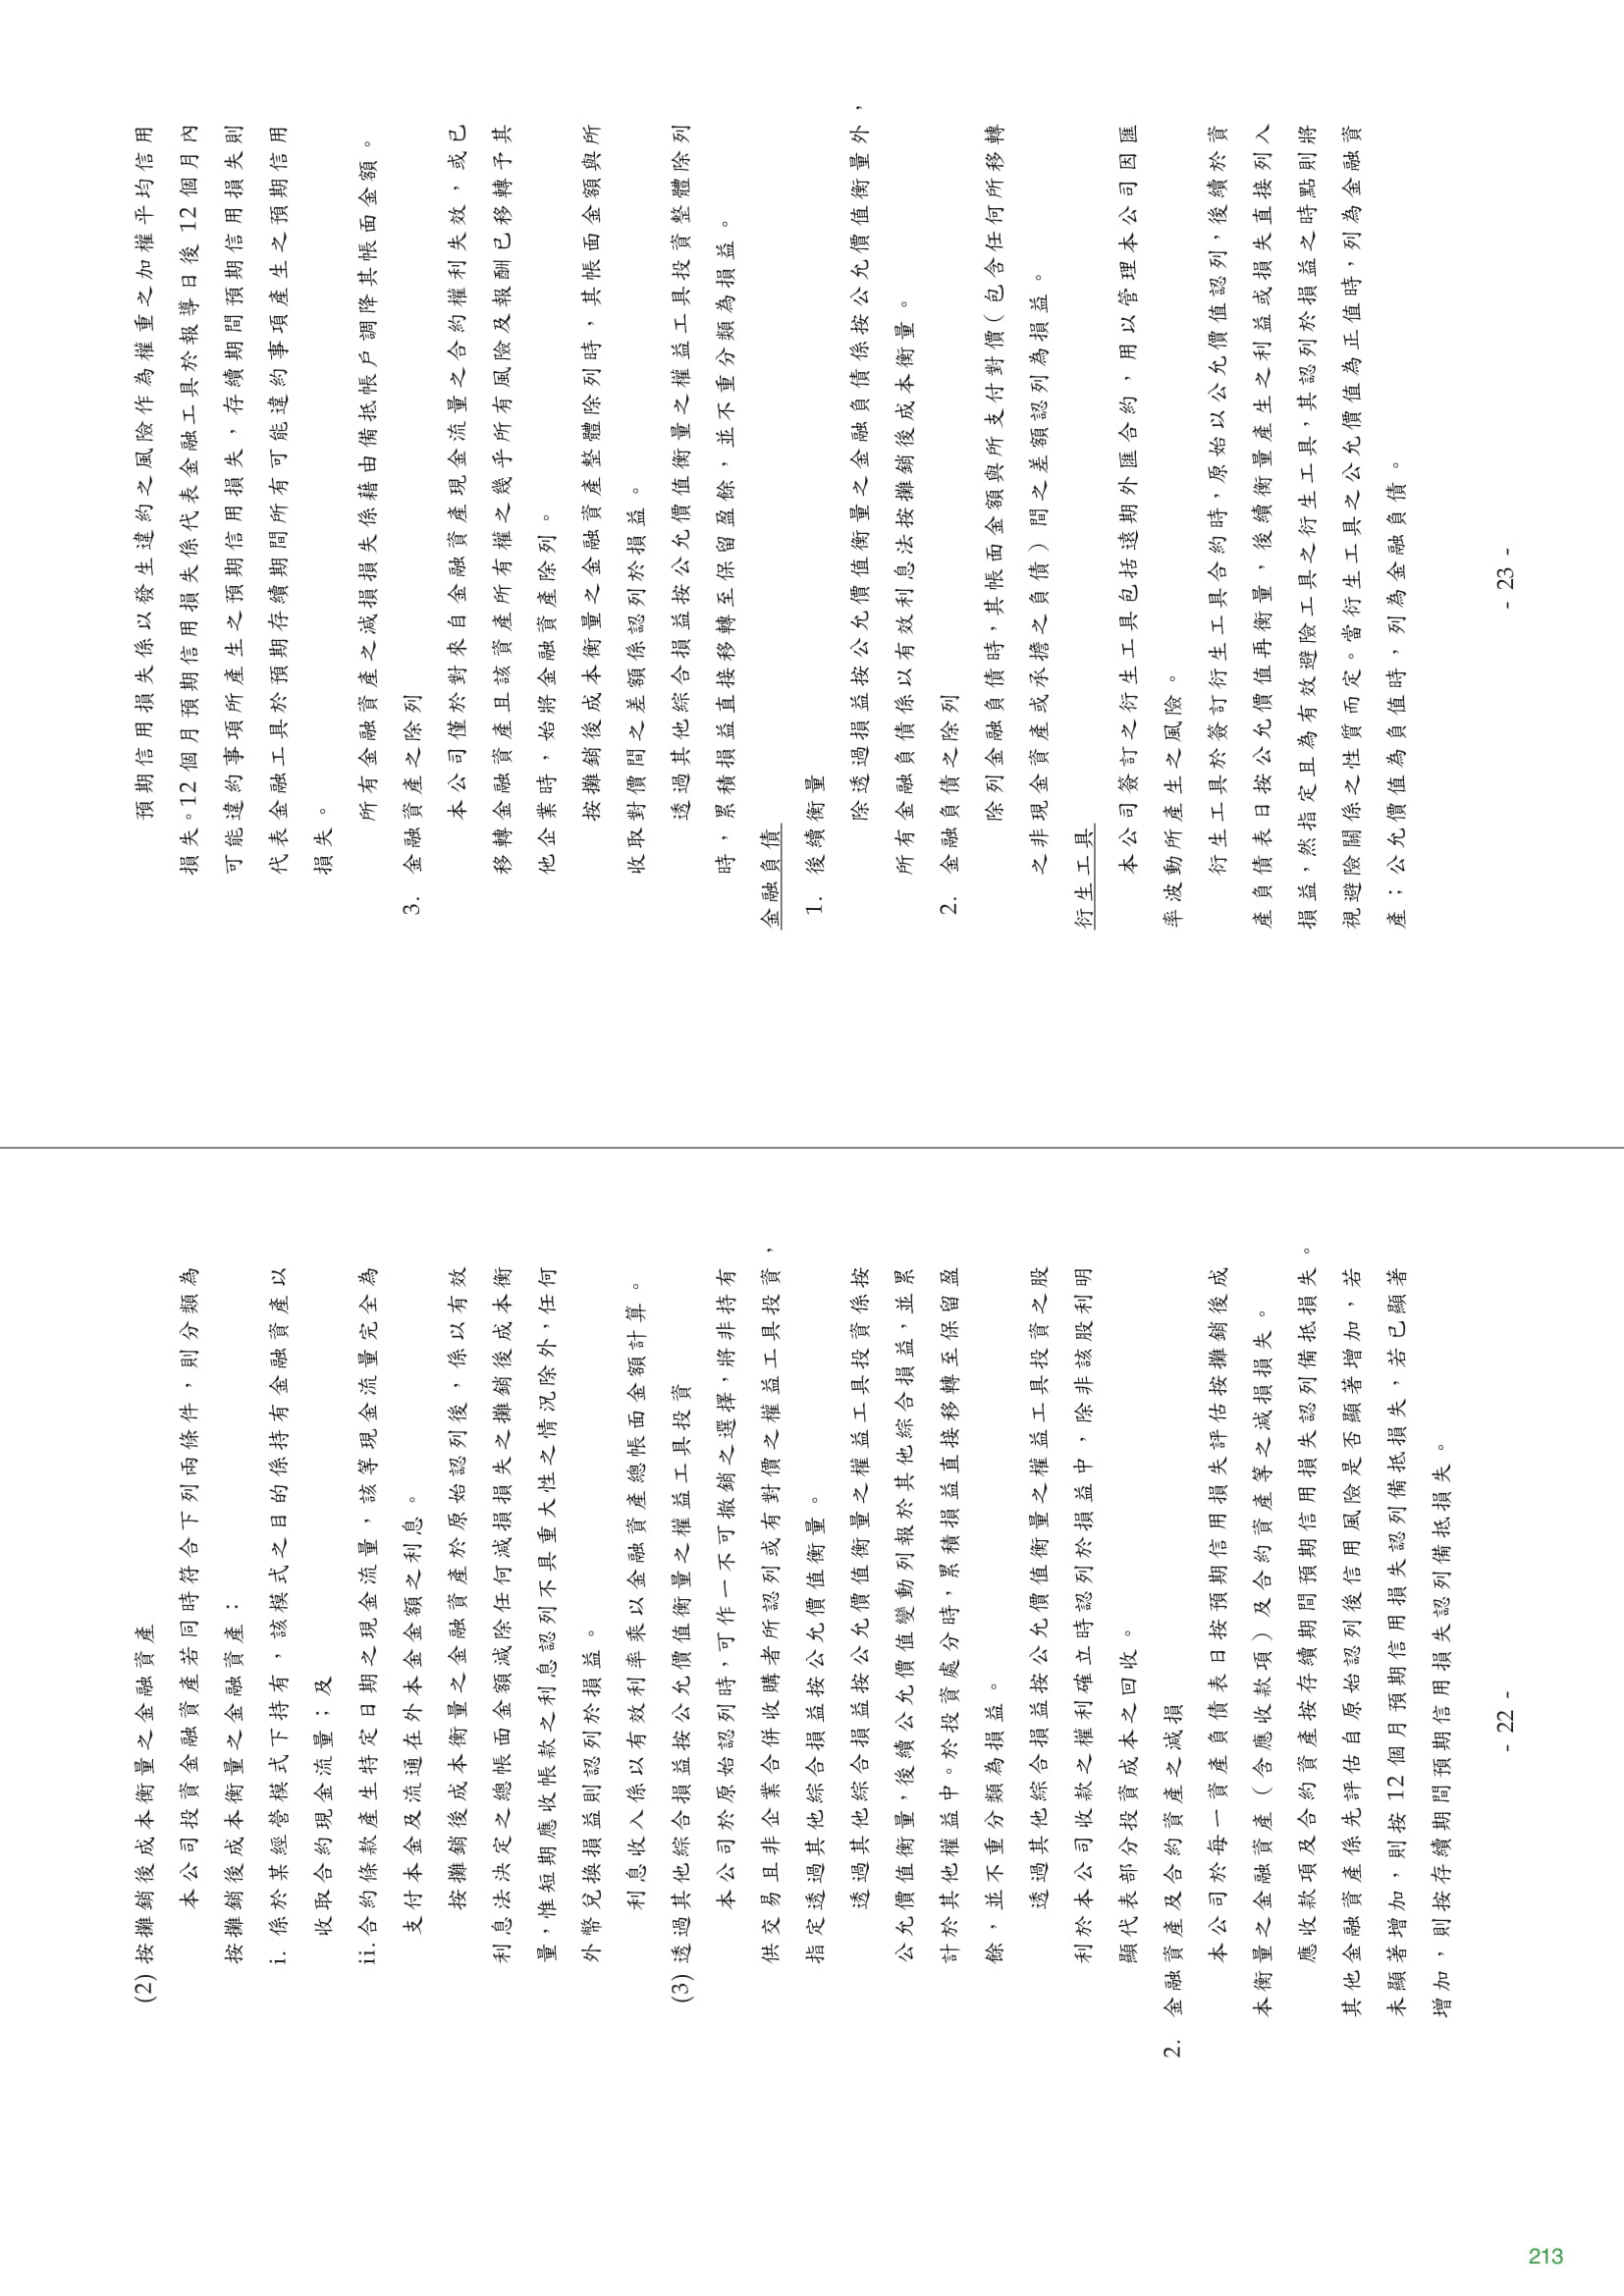 (2) 按攤銷後成本衡量之金融資產
本公司投資金融資產若同時符合下列兩條件，則分類為
按攤銷後成本衡量之金融資產：
i. 係於某經營模式下持有，該模式之目的係持有金融資產以
收取合約現金流量；及
ii. 合約條款產生特定日期之現金流量，該等現金流量完全為
支付本金及流通在外本金金額之利息。
按攤銷後成本衡量之金融資產於原始認列後，係以有效
利息法決定之總帳面金額減除任何減損損失之攤銷後成本衡
量，惟短期應收帳款之利息認列不具重大性之情況除外，任何
外幣兌換損益則認列於損益。
利息收入係以有效利率乘以金融資產總帳面金額計算。
(3) 透過其他綜合損益按公允價值衡量之權益工具投資
本公司於原始認列時，可作一不可撤銷之選擇，將非持有
供交易且非企業合併收購者所認列或有對價之權益工具投資，
指定透過其他綜合損益按公允價值衡量。
透過其他綜合損益按公允價值衡量之權益工具投資係按
公允價值衡量，後續公允價值變動列報於其他綜合損益，並累
計於其他權益中。於投資處分時，累積損益直接移轉至保留盈
餘，並不重分類為損益。
透過其他綜合損益按公允價值衡量之權益工具投資之股
利於本公司收款之權利確立時認列於損益中，除非該股利明
顯代表部分投資成本之回收。
2. 金融資產及合約資產之減損
本公司於每一資產負債表日按預期信用損失評估按攤銷後成
本衡量之金融資產（含應收款項）及合約資產等之減損損失。
應收款項及合約資產按存續期間預期信用損失認列備抵損失。
其他金融資產係先評估自原始認列後信用風險是否顯著增加，若
未顯著增加，則按 12 個月預期信用損失認列備抵損失，若已顯著
增加，則按存續期間預期信用損失認列備抵損失。
- 22 -
預期信用損失係以發生違約之風險作為權重之加權平均信用
損失。12 個月預期信用損失係代表金融工具於報導日後 12 個月內
可能違約事項所產生之預期信用損失，存續期間預期信用損失則
代表金融工具於預期存續期間所有可能違約事項產生之預期信用
損失。
所有金融資產之減損損失係藉由備抵帳戶調降其帳面金額。
3. 金融資產之除列
本公司僅於對來自金融資產現金流量之合約權利失效，或已
移轉金融資產且該資產所有權之幾乎所有風險及報酬已移轉予其
他企業時，始將金融資產除列。
按攤銷後成本衡量之金融資產整體除列時，其帳面金額與所
收取對價間之差額係認列於損益。
透過其他綜合損益按公允價值衡量之權益工具投資整體除列
時，累積損益直接移轉至保留盈餘，並不重分類為損益。
金融負債
1. 後續衡量
除透過損益按公允價值衡量之金融負債係按公允價值衡量外，
所有金融負債係以有效利息法按攤銷後成本衡量。
2. 金融負債之除列
除列金融負債時，其帳面金額與所支付對價（包含任何所移轉
之非現金資產或承擔之負債）間之差額認列為損益。
衍生工具
本公司簽訂之衍生工具包括遠期外匯合約，用以管理本公司因匯
率波動所產生之風險。
衍生工具於簽訂衍生工具合約時，原始以公允價值認列，後續於資
產負債表日按公允價值再衡量，後續衡量產生之利益或損失直接列入
損益，然指定且為有效避險工具之衍生工具，其認列於損益之時點則將
視避險關係之性質而定。當衍生工具之公允價值為正值時，列為金融資
產；公允價值為負值時，列為金融負債。
- 23 -
213